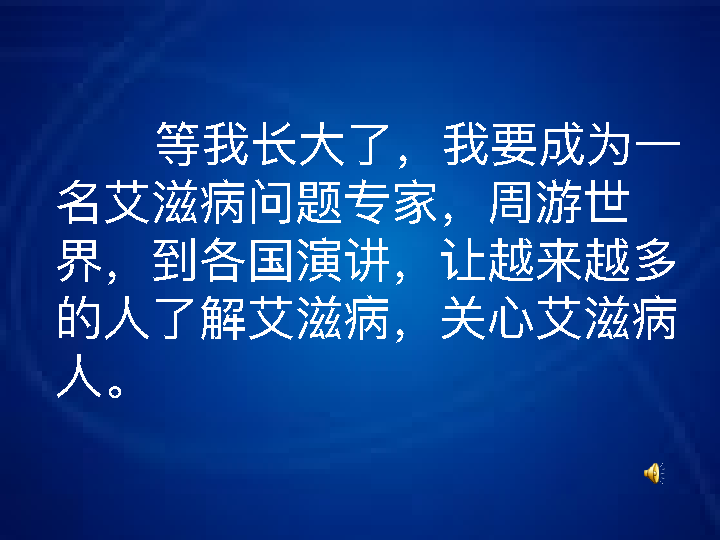 等我长大了，我要成为一
名艾滋病问题专家，周游世
界，到各国演讲，让越来越多
的人了解艾滋病，关心艾滋病
人。